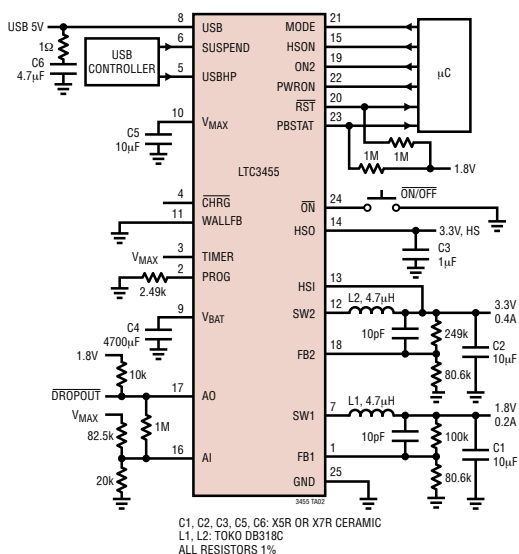 USB 5V
8
USB
MODE
21
1Ω
C6
4.7µF
USB
CONTROLLER
6
SUSPEND
HSON
15
5
USBHP
ON2
19
PWRON
22
µC
RST
20
PBSTAT
23
10
VMAX
C5
10µF
1M
1M
1.8V
LTC3455
4
CHRG
11
WALLFB
ON
24
ON/OFF
HSO
14
3.3V, HS
C3
1µF
VMAX
3
TIMER
2
PROG
2.49k
HSI
13
SW2
12
L2, 4.7µH
3.3V
0.4A
9
VBAT
C4
4700µF
10pF
249k
C2
10µF
FB2
18
80.6k
1.8V
10k
DROPOUT
17
AO
VMAX
82.5k
1M
16
AI
20k
SW1
7
L1, 4.7µH
1.8V
0.2A
10pF
100k
C1
10µF
FB1
1
80.6k
GND
25
3455 TA02
C1, C2, C3, C5, C6: X5R OR X7R CERAMIC
L1, L2: TOKO DB318C
ALL RESISTORS 1%